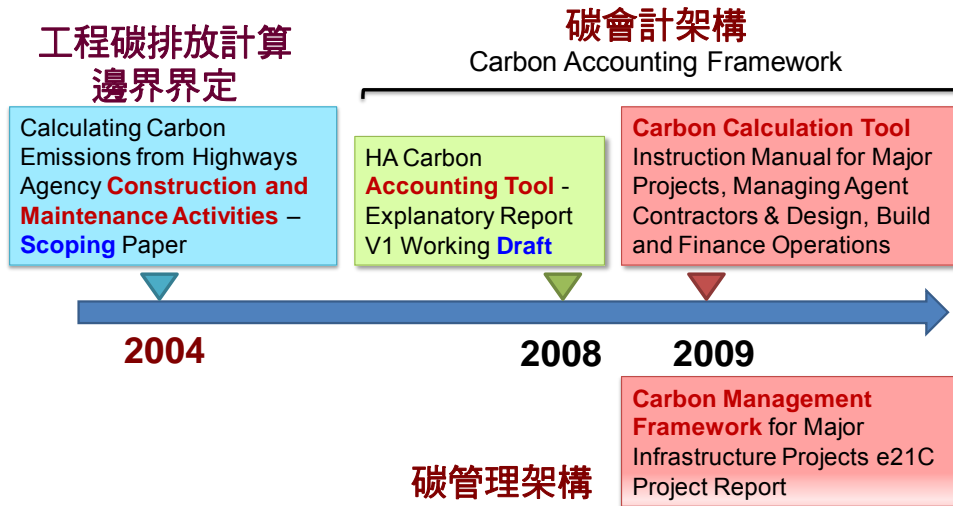 工程碳排放計算
邊界界定
碳會計架構
Carbon Accounting Framework
Calculating Carbon
Emissions from Highways
Agency Construction and
Maintenance Activities –
Scoping Paper
HA Carbon
Accounting Tool -
Explanatory Report
V1 Working Draft
Carbon Calculation Tool
Instruction Manual for Major
Projects, Managing Agent
Contractors & Design, Build
and Finance Operations
2004
2008
2009
碳管理架構
Carbon Management
Framework for Major
Infrastructure Projects e21C
Project Report